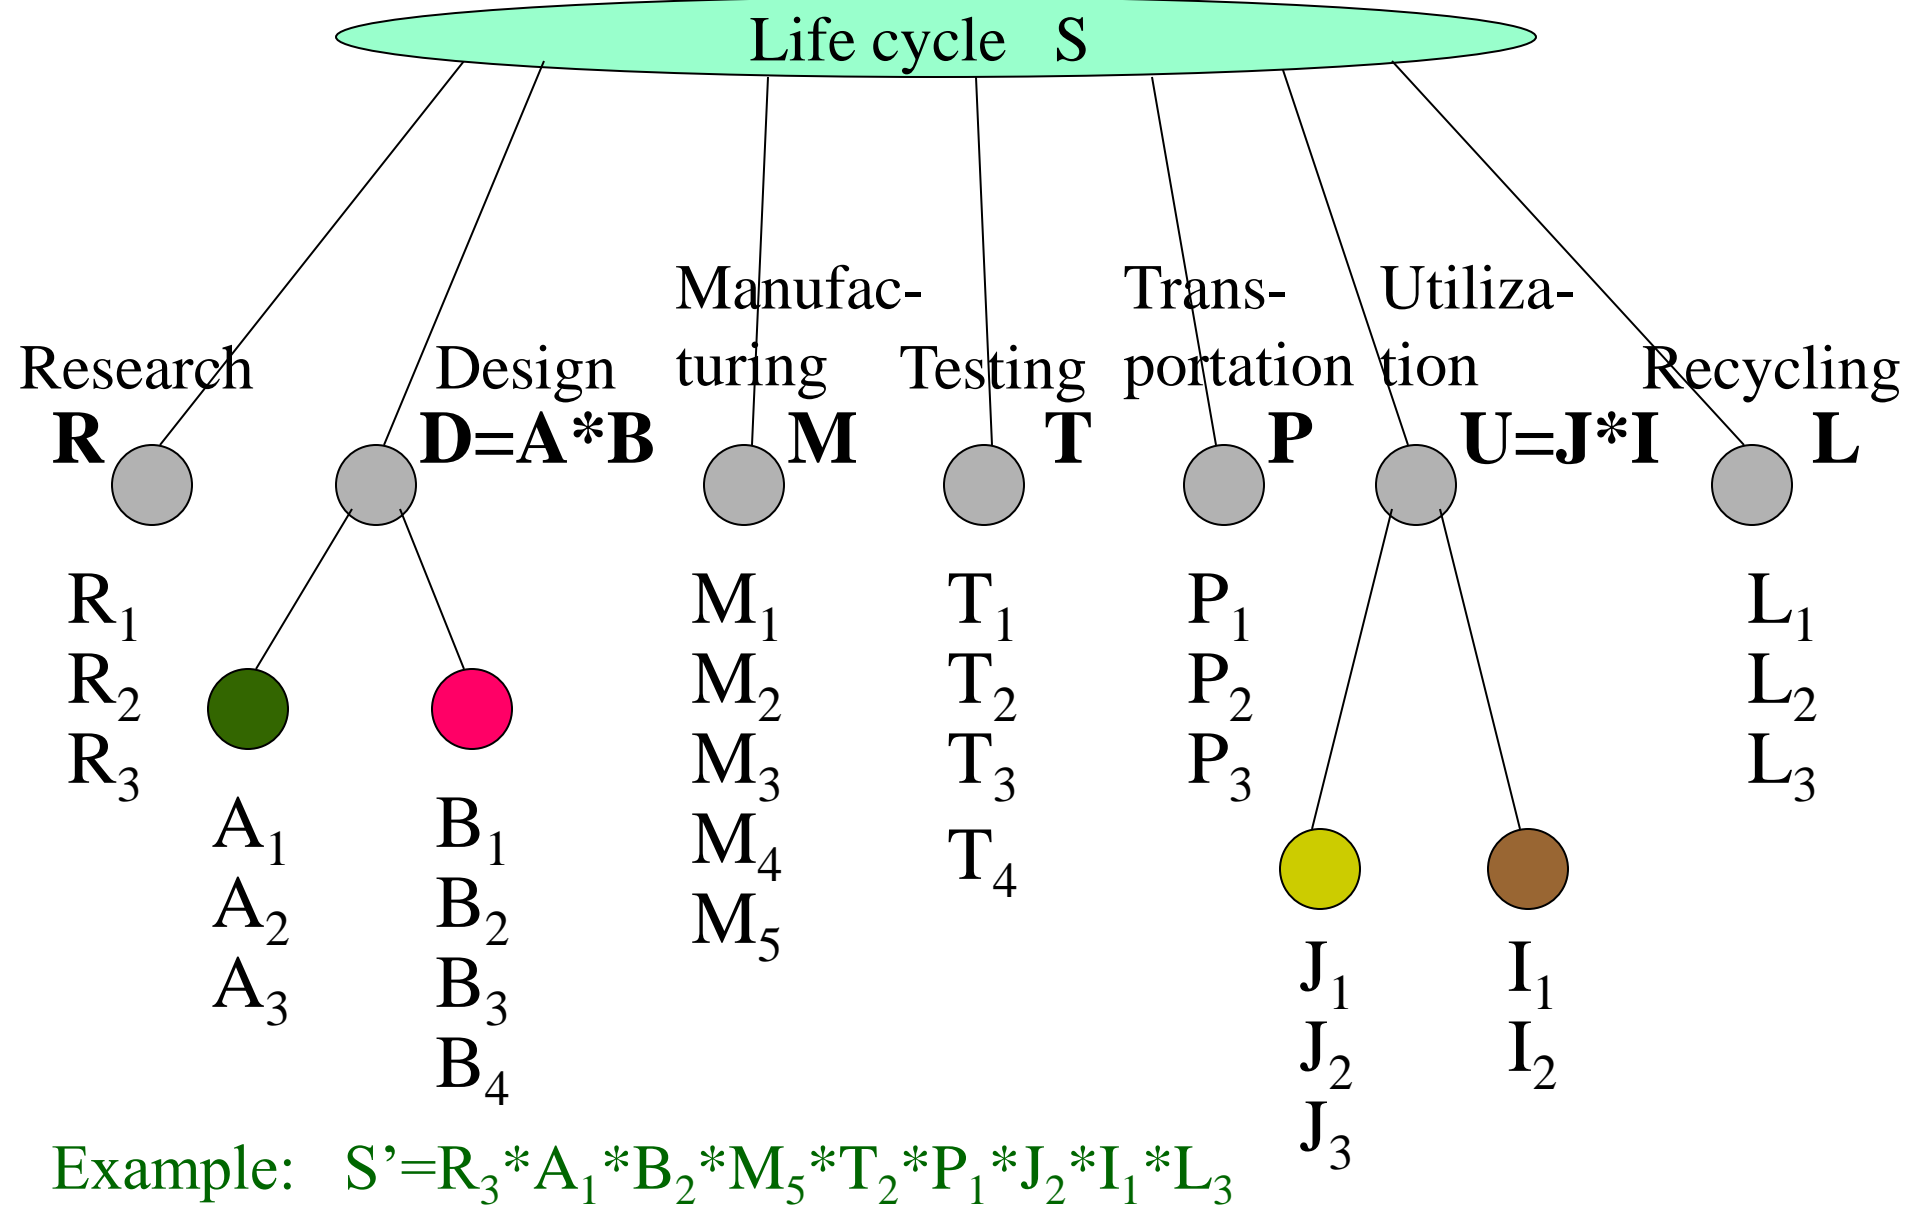 Life cycle S
Manufac- Trans- Utiliza-
Research Design turing Testing portation tion Recycling
R D=A*B M T P U=J*I L
R₁ M₁ T₁ P₁ L₁
R₂ M₂ T₂ P₂ L₂
R₃ M₃ T₃ P₃ L₃
A₁ B₁ M₄ T₄
A₂ B₂ M₅
A₃ B₃ J₁ I₁
B₄ J₂ I₂
J₃
Example: S’=R₃*A₁*B₂*M₅*T₂*P₁*J₂*I₁*L₃